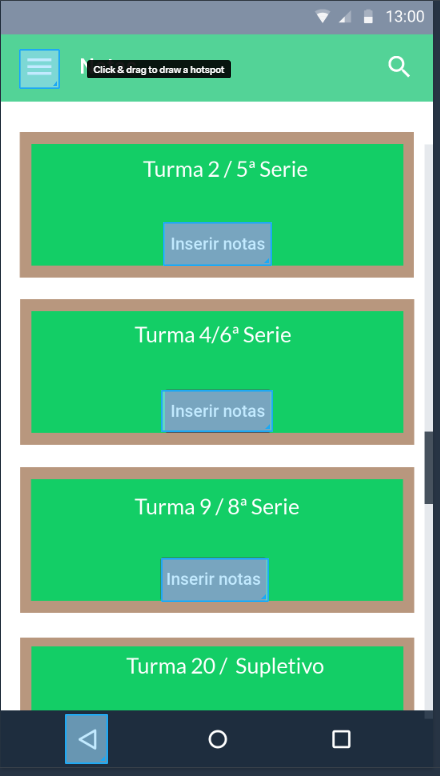 13:00
Click & drag to draw a hotspot
Turma 2 / 5ª Serie
Inserir notas
Turma 4/6ª Serie
Inserir notas
Turma 9 / 8ª Serie
Inserir notas
Turma 20 / Supletivo